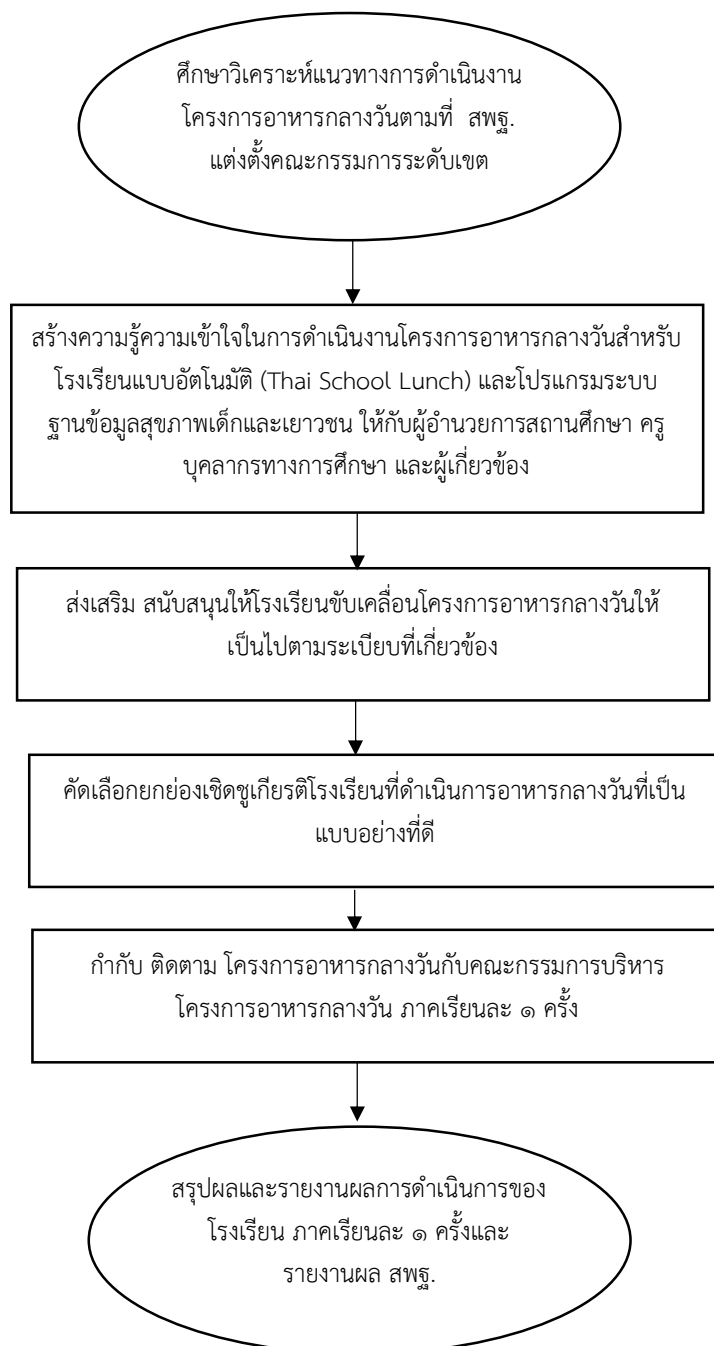 ศึกษาวิเคราะห์แนวทางการดำเนินงาน
โครงการอาหารกลางวันตามที่ สพฐ.
แต่งตั้งคณะกรรมการระดับเขต
สร้างความรู้ความเข้าใจในการดำเนินงานโครงการอาหารกลางวันสำหรับ
โรงเรียนแบบอัตโนมัติ (Thai School Lunch) และโปรแกรมระบบ
ฐานข้อมูลสุขภาพเด็กและเยาวชน ให้กับผู้อำนวยการสถานศึกษา ครู
บุคลากรทางการศึกษา และผู้เกี่ยวข้อง
ส่งเสริม สนับสนุนให้โรงเรียนขับเคลื่อนโครงการอาหารกลางวันให้
เป็นไปตามระเบียบที่เกี่ยวข้อง
คัดเลือกยกย่องเชิดชูเกียรติโรงเรียนที่ดำเนินการอาหารกลางวันที่เป็น
แบบอย่างที่ดี
กำกับ ติดตาม โครงการอาหารกลางวันกับคณะกรรมการบริหาร
โครงการอาหารกลางวัน ภาคเรียนละ ๑ ครั้ง
สรุปผลและรายงานผลการดำเนินการของ
โรงเรียน ภาคเรียนละ ๑ ครั้งและ
รายงานผล สพฐ.